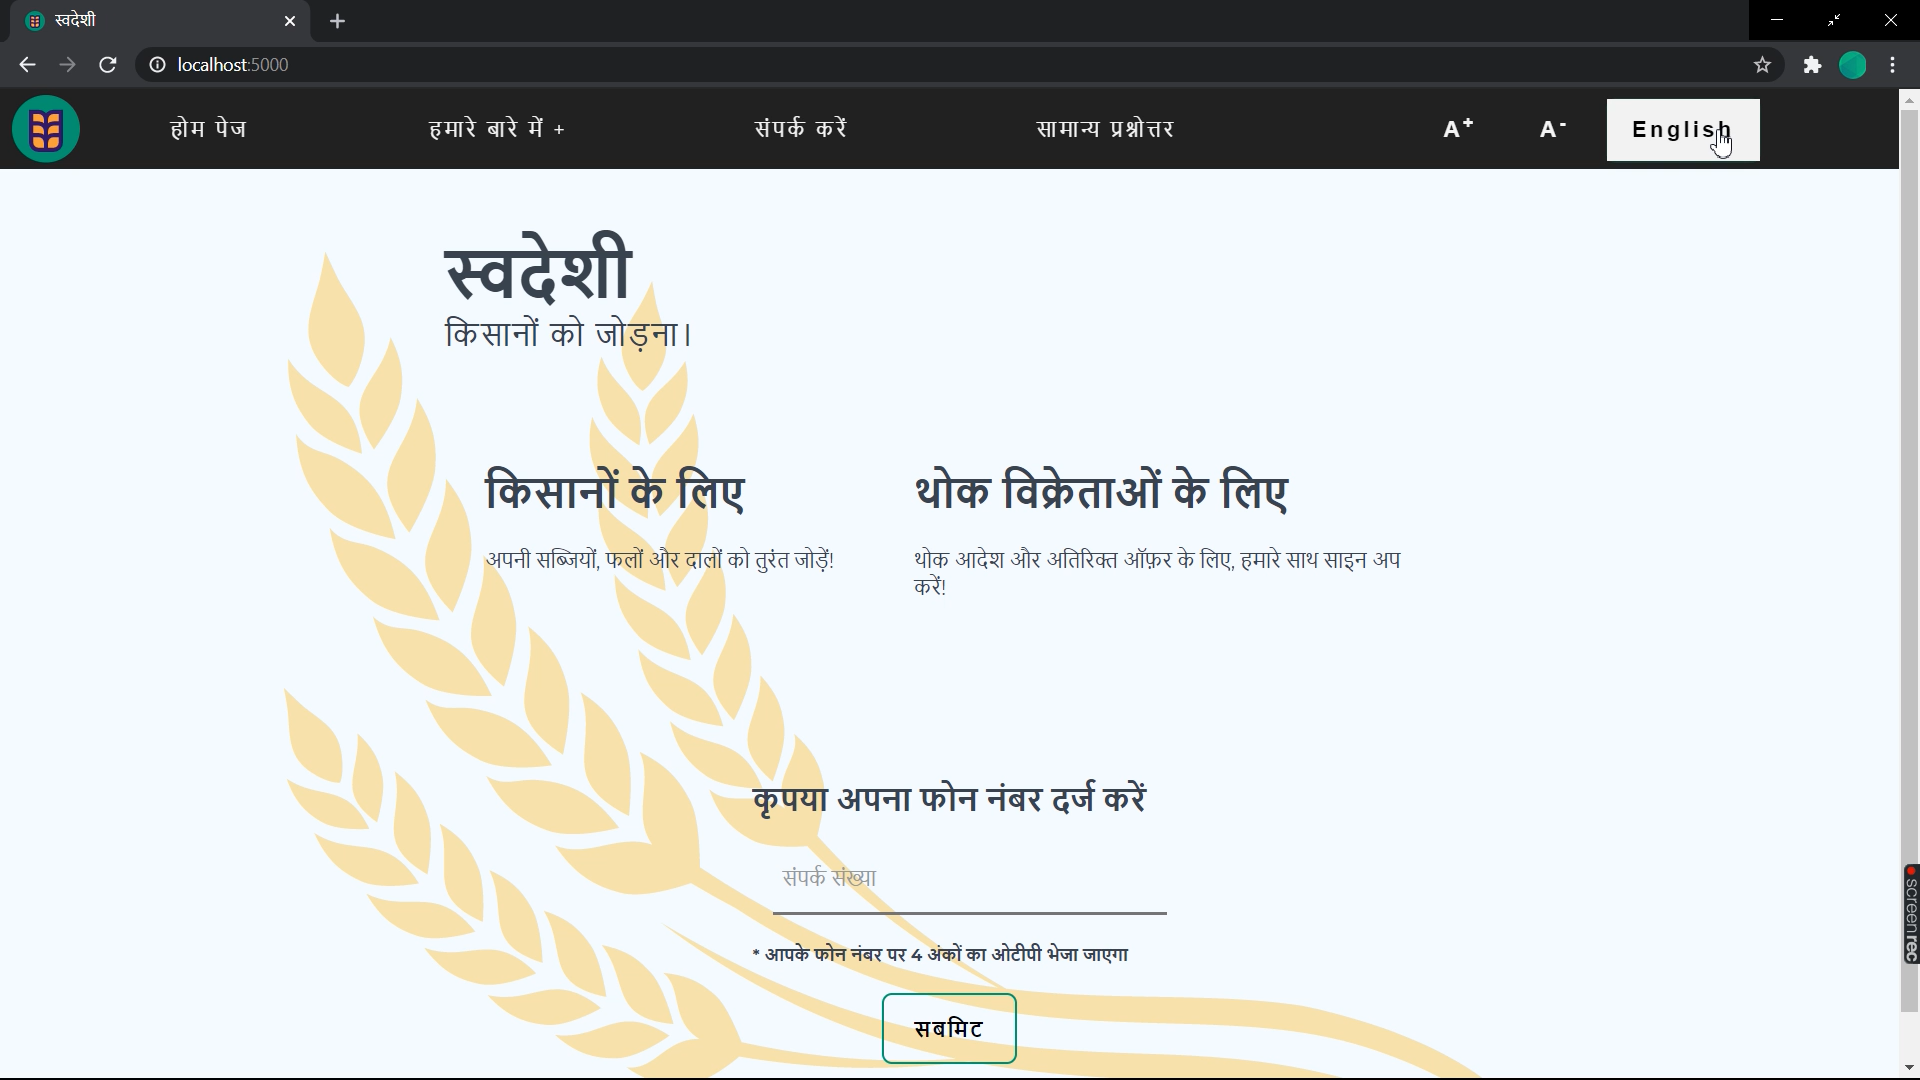 स्वदेशी
localhost:5000
होम पेज
हमारे बारे में +
संपर्क करें
सामान्य प्रश्नोत्तर
A+
A-
English
स्वदेशी
किसानों को जोड़ना।
किसानों के लिए
अपनी सब्जियों, फलों और दालों को तुरंत जोड़ें!
थोक विक्रेताओं के लिए
थोक आदेश और अतिरिक्त ऑफ़र के लिए, हमारे साथ साइन अप
करें!
कृपया अपना फोन नंबर दर्ज करें
संपर्क संख्या
* आपके फोन नंबर पर 4 अंकों का ओटीपी भेजा जाएगा
सबमिट
screenrec